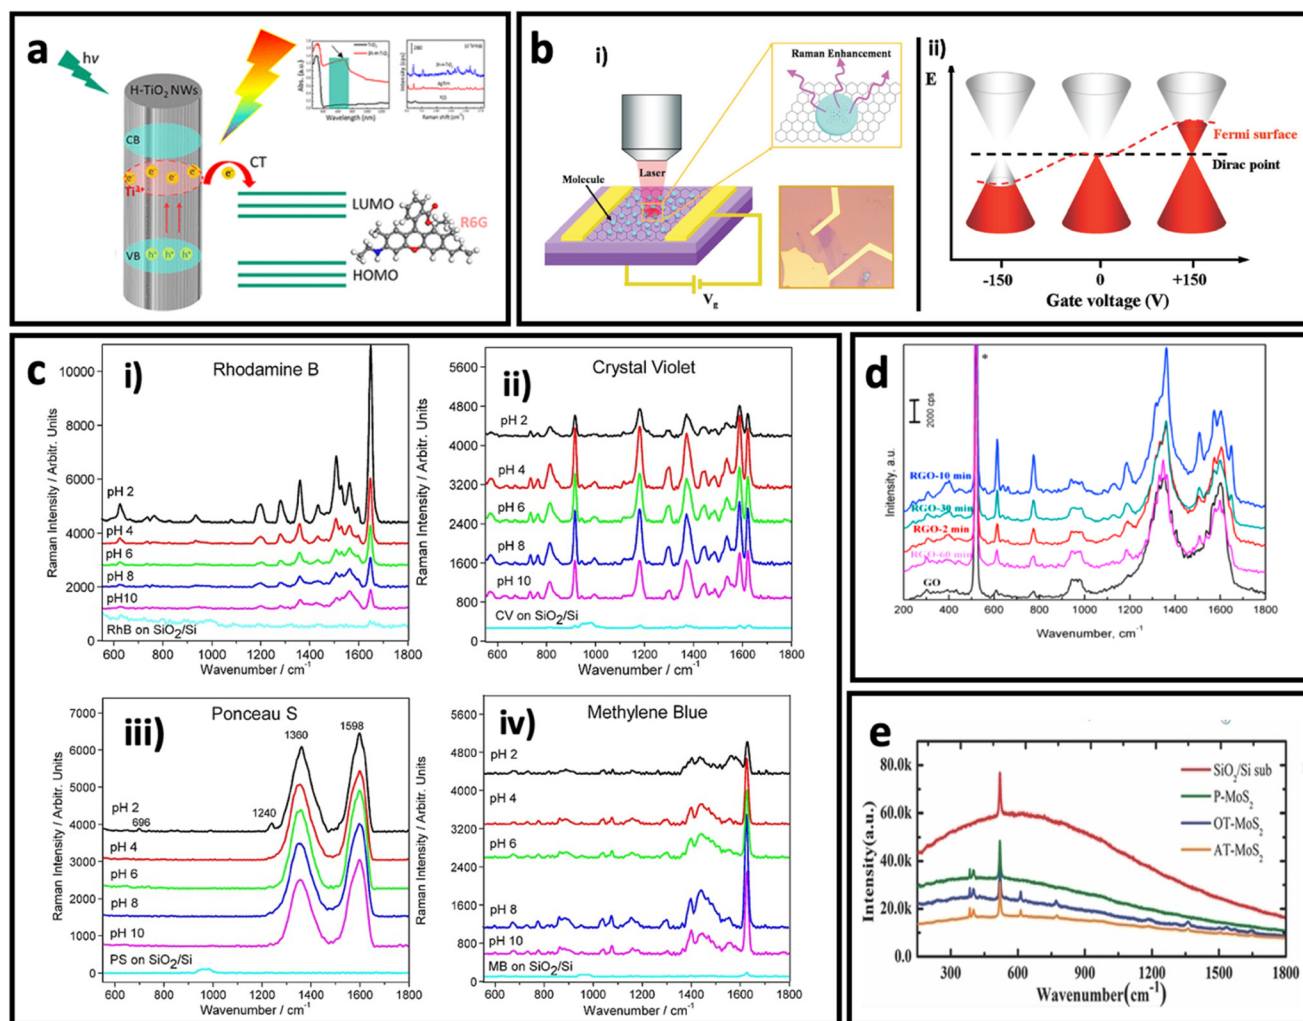 a
hν
H-TiO₂ NWs
CB
e⁻ e⁻ e⁻ e⁻ e⁻
Ti³⁺
CT
VB
h⁺ h⁺ h⁺
LUMO
HOMO
R6G
Abs. (a.u.)
Wavelength (nm)
TiO₂
Intensity (cps)
Raman shift (cm⁻¹)
b
i)
Raman Enhancement
Laser
Molecule
Vg
ii)
E
Fermi surface
Dirac point
-150 0 +150
Gate voltage (V)
c
i)
Rhodamine B
Raman Intensity / Arbitr. Units
10000
8000
6000
4000
2000
0
pH 2
pH 4
pH 6
pH 8
pH10
RhB on SiO₂/Si
600 800 1000 1200 1400 1600 1800
Wavenumber / cm⁻¹
ii)
Crystal Violet
Raman Intensity / Arbitr. Units
5600
4800
4000
3200
2400
1600
800
0
pH 2
pH 4
pH 6
pH 8
pH 10
CV on SiO₂/Si
600 800 1000 1200 1400 1600 1800
Wavenumber / cm⁻¹
iii)
Ponceau S
Raman Intensity / Arbitr. Units
7000
6000
5000
4000
3000
2000
1000
0
1360
1598
1240
696
pH 2
pH 4
pH 6
pH 8
pH 10
PS on SiO₂/Si
600 800 1000 1200 1400 1600 1800
Wavenumber / cm⁻¹
iv)
Methylene Blue
Raman Intensity / Arbitr. Units
5600
4800
4000
3200
2400
1600
800
0
pH 2
pH 4
pH 6
pH 8
pH 10
MB on SiO₂/Si
600 800 1000 1200 1400 1600 1800
Wavenumber / cm⁻¹
d
*
2000 cps
Inensity, a.u.
RGO-10 min
RGO-30 min
RGO-2 min
RGO-60 min
GO
200 400 600 800 1000 1200 1400 1600 1800
Wavenumber, cm⁻¹
e
Intensity(a.u.)
80.0k
60.0k
40.0k
20.0k
0.0
SiO₂/Si sub
P-MoS₂
OT-MoS₂
AT-MoS₂
300 600 900 1200 1500 1800
Wavenumber(cm⁻¹)